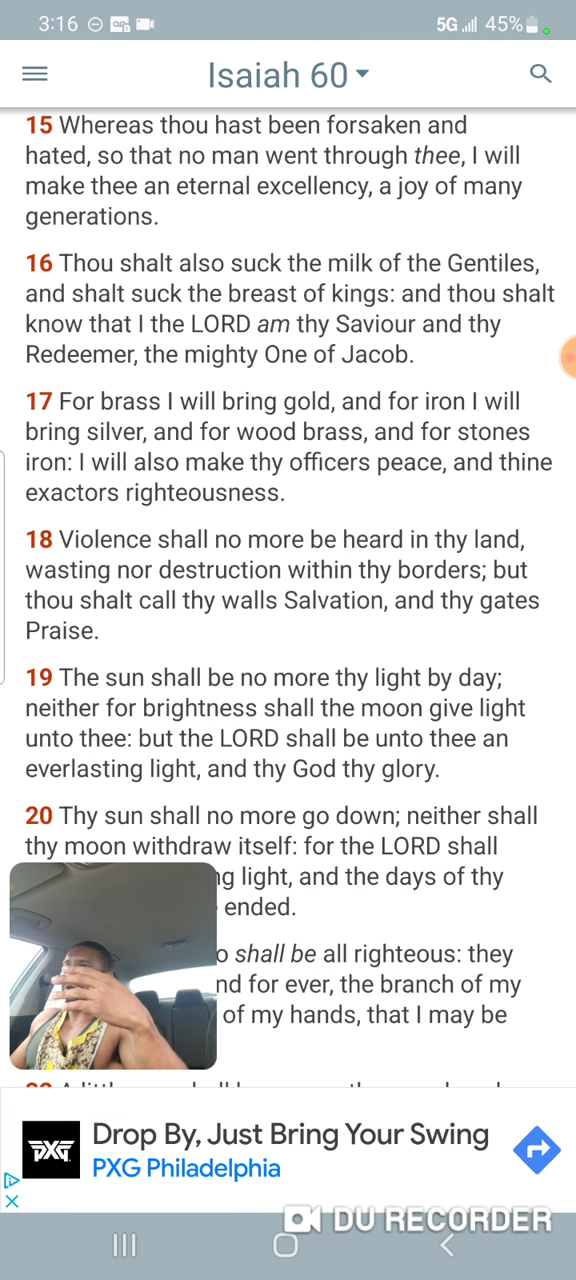 3:16
5G 45%
Isaiah 60
15 Whereas thou hast been forsaken and
hated, so that no man went through thee, I will
make thee an eternal excellency, a joy of many
generations.
16 Thou shalt also suck the milk of the Gentiles,
and shalt suck the breast of kings: and thou shalt
know that I the LORD am thy Saviour and thy
Redeemer, the mighty One of Jacob.
17 For brass I will bring gold, and for iron I will
bring silver, and for wood brass, and for stones
iron: I will also make thy officers peace, and thine
exactors righteousness.
18 Violence shall no more be heard in thy land,
wasting nor destruction within thy borders; but
thou shalt call thy walls Salvation, and thy gates
Praise.
19 The sun shall be no more thy light by day;
neither for brightness shall the moon give light
unto thee: but the LORD shall be unto thee an
everlasting light, and thy God thy glory.
20 Thy sun shall no more go down; neither shall
thy moon withdraw itself: for the LORD shall
light, and the days of thy
ended.
shall be all righteous: they
for ever, the branch of my
of my hands, that I may be
PXG
Drop By, Just Bring Your Swing
PXG Philadelphia
DU RECORDER